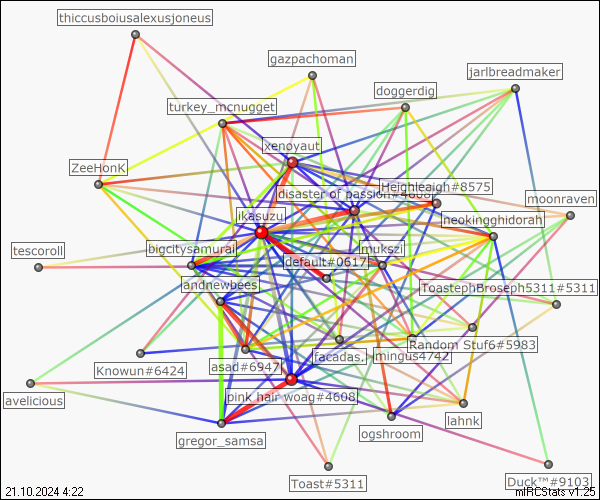 thiccusboiusalexusjoneus
gazpachoman
jarlbreadmaker
doggerdig
turkey_mcnugget
xenoyaut
ZeeHonK
Heighleaigh#8575
disaster of passion#4068
moonraven
ikasuzu
neokingghidorah
tescoroll
bigcitysamurai
mukszi
default#0617
andnewbees
ToastephBroseph5311#5311
Random Stuf6#5983
facadas.
mingus4742
Knowun#6424
asad#6947
avelicious
pink hair woag#4608
lahnk
gregor_samsa
ogshroom
Toast#5311
Duck™#9103
21.10.2024 4:22
mIRCStats v1.25